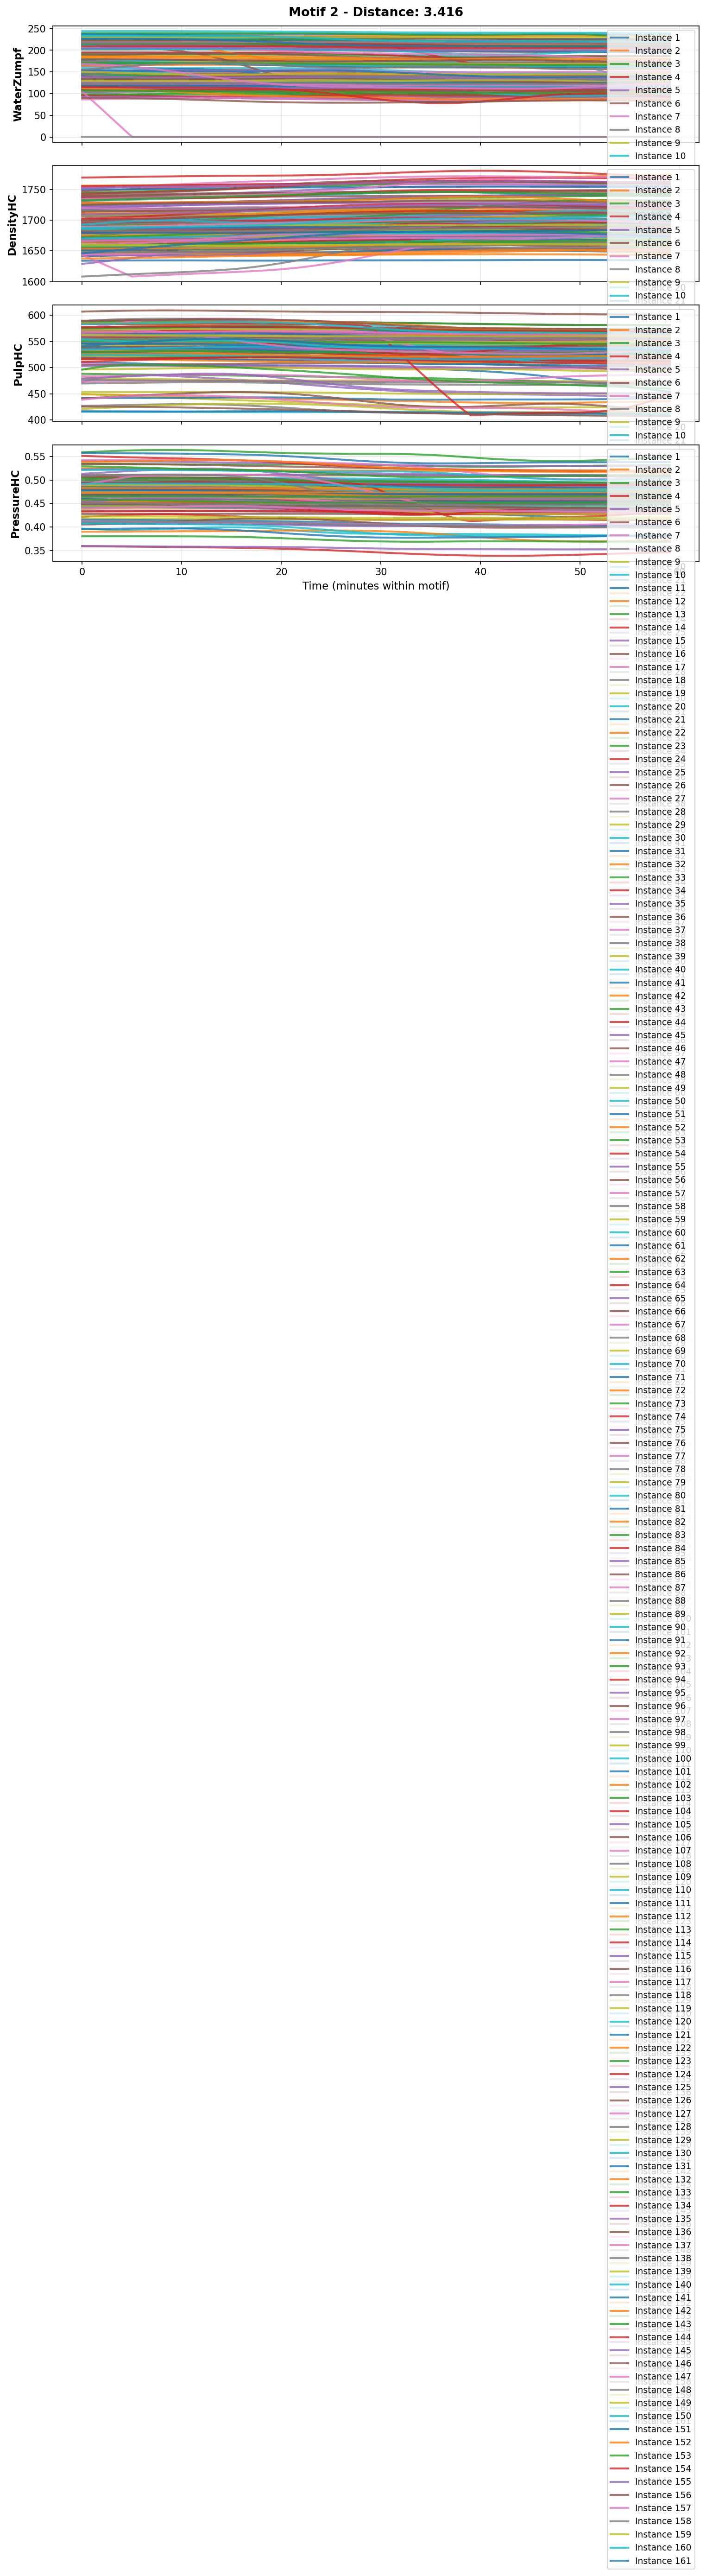 Motif 2 - Distance: 3.416
WaterZumpf
250
200
150
100
50
0
Instance 1
Instance 2
Instance 3
Instance 4
Instance 5
Instance 6
Instance 7
Instance 8
Instance 9
Instance 10
DensityHC
1750
1700
1650
1600
Instance 1
Instance 2
Instance 3
Instance 4
Instance 5
Instance 6
Instance 7
Instance 8
Instance 9
Instance 10
PulpHC
600
550
500
450
400
Instance 1
Instance 2
Instance 3
Instance 4
Instance 5
Instance 6
Instance 7
Instance 8
Instance 9
Instance 10
PressureHC
0.55
0.50
0.45
0.40
0.35
0
10
20
30
40
50
Time (minutes within motif)
Instance 1
Instance 2
Instance 3
Instance 4
Instance 5
Instance 6
Instance 7
Instance 8
Instance 9
Instance 10
Instance 11
Instance 12
Instance 13
Instance 14
Instance 15
Instance 16
Instance 17
Instance 18
Instance 19
Instance 20
Instance 21
Instance 22
Instance 23
Instance 24
Instance 25
Instance 26
Instance 27
Instance 28
Instance 29
Instance 30
Instance 31
Instance 32
Instance 33
Instance 34
Instance 35
Instance 36
Instance 37
Instance 38
Instance 39
Instance 40
Instance 41
Instance 42
Instance 43
Instance 44
Instance 45
Instance 46
Instance 47
Instance 48
Instance 49
Instance 50
Instance 51
Instance 52
Instance 53
Instance 54
Instance 55
Instance 56
Instance 57
Instance 58
Instance 59
Instance 60
Instance 61
Instance 62
Instance 63
Instance 64
Instance 65
Instance 66
Instance 67
Instance 68
Instance 69
Instance 70
Instance 71
Instance 72
Instance 73
Instance 74
Instance 75
Instance 76
Instance 77
Instance 78
Instance 79
Instance 80
Instance 81
Instance 82
Instance 83
Instance 84
Instance 85
Instance 86
Instance 87
Instance 88
Instance 89
Instance 90
Instance 91
Instance 92
Instance 93
Instance 94
Instance 95
Instance 96
Instance 97
Instance 98
Instance 99
Instance 100
Instance 101
Instance 102
Instance 103
Instance 104
Instance 105
Instance 106
Instance 107
Instance 108
Instance 109
Instance 110
Instance 111
Instance 112
Instance 113
Instance 114
Instance 115
Instance 116
Instance 117
Instance 118
Instance 119
Instance 120
Instance 121
Instance 122
Instance 123
Instance 124
Instance 125
Instance 126
Instance 127
Instance 128
Instance 129
Instance 130
Instance 131
Instance 132
Instance 133
Instance 134
Instance 135
Instance 136
Instance 137
Instance 138
Instance 139
Instance 140
Instance 141
Instance 142
Instance 143
Instance 144
Instance 145
Instance 146
Instance 147
Instance 148
Instance 149
Instance 150
Instance 151
Instance 152
Instance 153
Instance 154
Instance 155
Instance 156
Instance 157
Instance 158
Instance 159
Instance 160
Instance 161